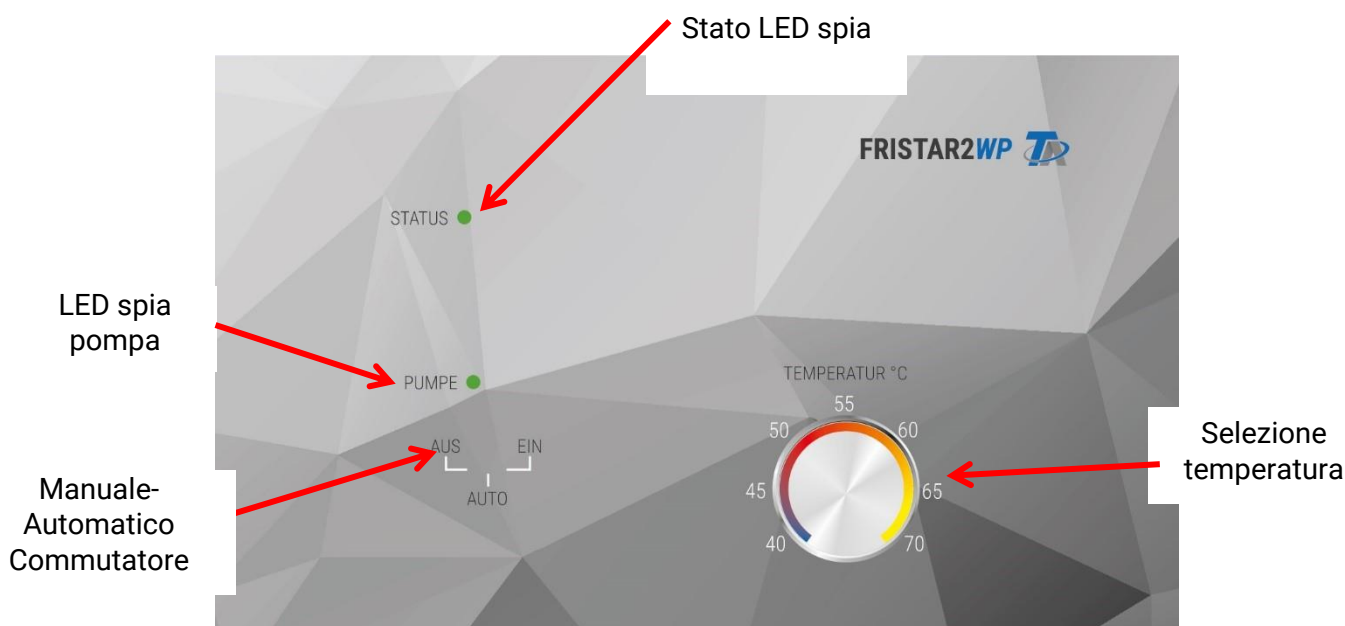 Stato LED spia
FRISTAR2WP TA
STATUS
LED spia
pompa
PUMPE
TEMPERATUR °C
55
50
60
AUS
EIN
Selezione
temperatura
Manuale-
Automatico
Commutatore
AUTO
45
65
40
70